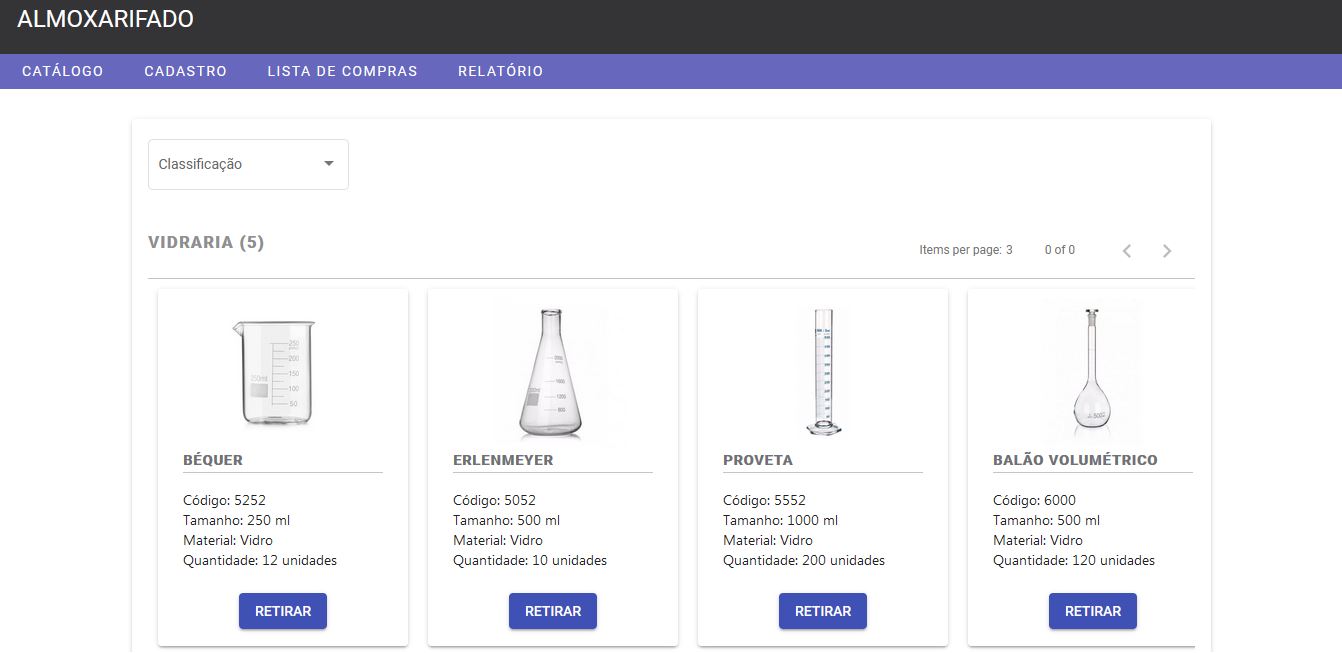 ALMOXARIFADO
CATÁLOGO CADASTRO LISTA DE COMPRAS RELATÓRIO
Classificação
VIDRARIA (5)
Items per page: 3 0 of 0
250
200
150
100
50
250ml
BÉQUER
Código: 5252
Tamanho: 250 ml
Material: Vidro
Quantidade: 12 unidades
RETIRAR
ERLENMEYER
Código: 5052
Tamanho: 500 ml
Material: Vidro
Quantidade: 10 unidades
RETIRAR
PROVETA
Código: 5552
Tamanho: 1000 ml
Material: Vidro
Quantidade: 200 unidades
RETIRAR
BALÃO VOLUMÉTRICO
Código: 6000
Tamanho: 500 ml
Material: Vidro
Quantidade: 120 unidades
RETIRAR